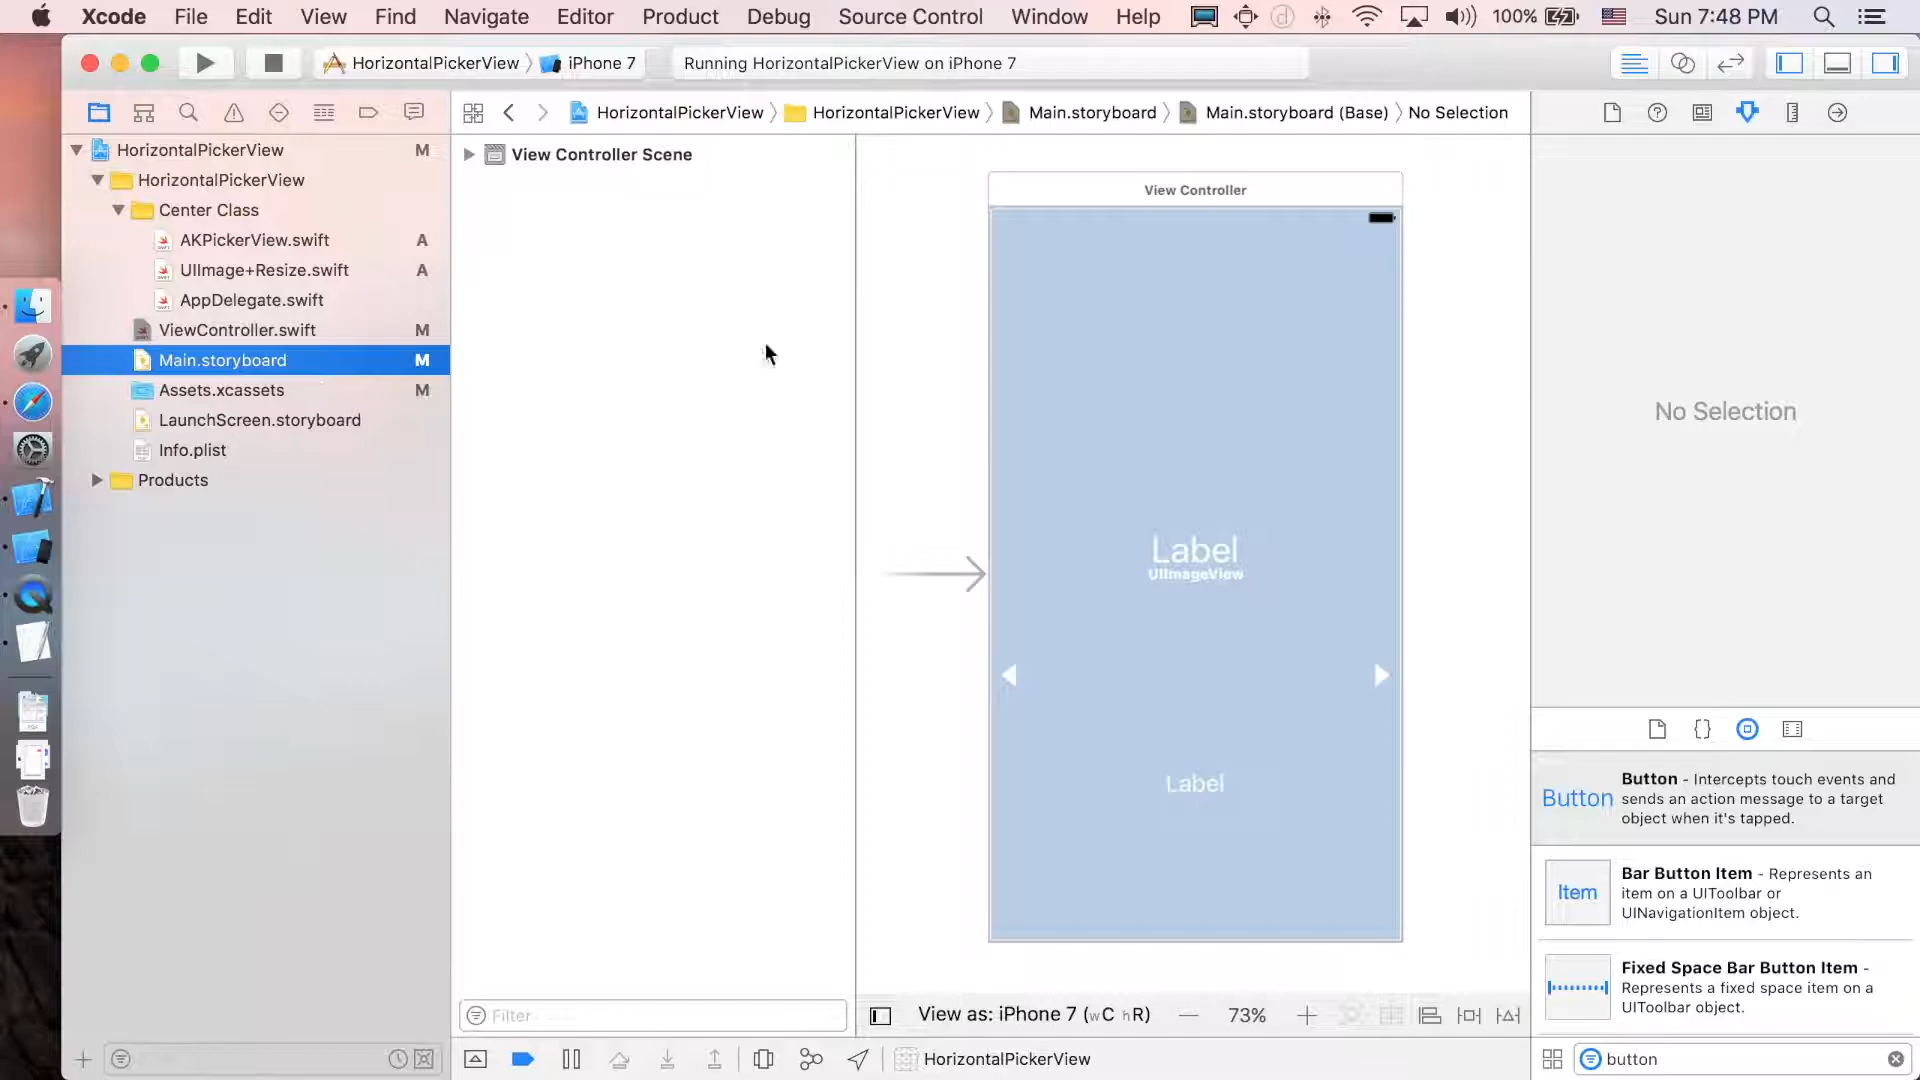 Xcode File Edit View Find Navigate Editor Product Debug Source Control Window Help 100% Sun 7:48 PM
HorizontalPickerView iPhone 7 Running HorizontalPickerView on iPhone 7
HorizontalPickerView HorizontalPickerView Main.storyboard Main.storyboard (Base) No Selection
HorizontalPickerView M
HorizontalPickerView
Center Class
AKPickerView.swift A
UIImage+Resize.swift A
AppDelegate.swift
ViewController.swift M
Main.storyboard M
Assets.xcassets M
LaunchScreen.storyboard
Info.plist
Products
View Controller Scene
View Controller
Label
UIImageView
Label
No Selection
Button
Button - Intercepts touch events and
sends an action message to a target
object when it's tapped.
Item
Bar Button Item - Represents an
item on a UIToolbar or
UINavigationItem object.
Fixed Space Bar Button Item -
Represents a fixed space item on a
UIToolbar object.
Filter
View as: iPhone 7 (wC hR) 73%
HorizontalPickerView
button